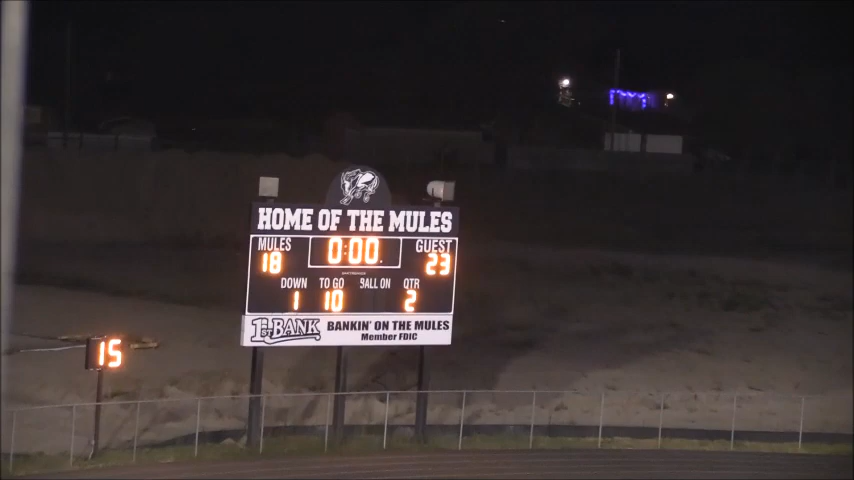 HOME OF THE MULES
MULES 0:00 GUEST
18 23
DOWN TO GO BALL ON QTR
1 10 2
1ST BANK BANKIN' ON THE MULES
Member FDIC
15